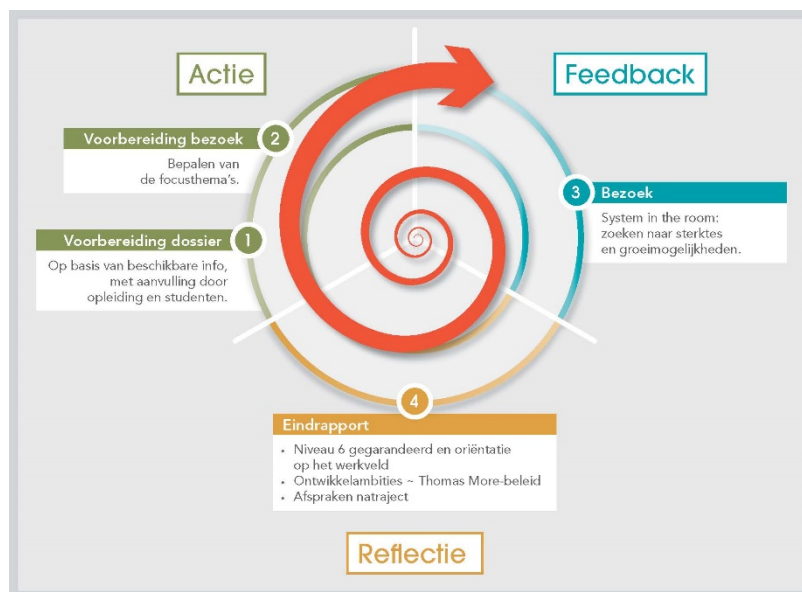 Actie
Feedback
Voorbereiding bezoek 2
Bepalen van
de focusthema's.
Voorbereiding dossier 1
Op basis van beschikbare info,
met aanvulling door
opleiding en studenten.
3 Bezoek
System in the room:
zoeken naar sterktes
en groeimogelijkheden.
4
Eindrapport
• Niveau 6 gegarandeerd en oriëntatie
op het werkveld
• Ontwikkelambities ~ Thomas More-beleid
• Afspraken natraject
Reflectie